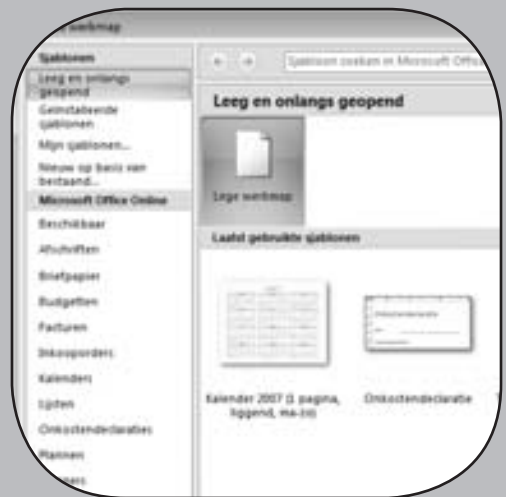 werkmap
Sjablonen
Leeg en onlangs
geopend
Geïnstalleerde
sjablonen
Mijn sjablonen...
Nieuw op basis van
bestaand...
Microsoft Office Online
Beschikbaar
Afschriften
Briefpapier
Budgetten
Facturen
Inkooporders
Kalenders
Lijsten
Onkostendeclaraties
Plannen
Sjabloon zoeken in Microsoft Office
Leeg en onlangs geopend
Lege werkmap
Laatst gebruikte sjablonen
Kalender 2007 (1 pagina,
liggend, ma-zo)
Onkostendeclaratie